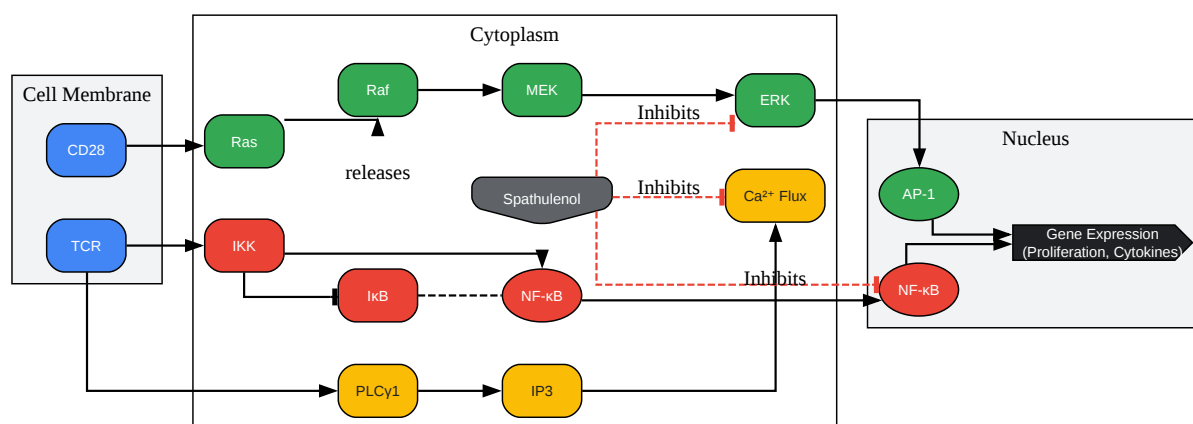 Cytoplasm
Cell Membrane
Raf
MEK
ERK
Inhibits
CD28
Ras
releases
Nucleus
Spathulenol
Inhibits
Ca²⁺ Flux
AP-1
TCR
IKK
Gene Expression
(Proliferation, Cytokines)
Inhibits
IκB
NF-κB
NF-κB
PLCγ1
IP3